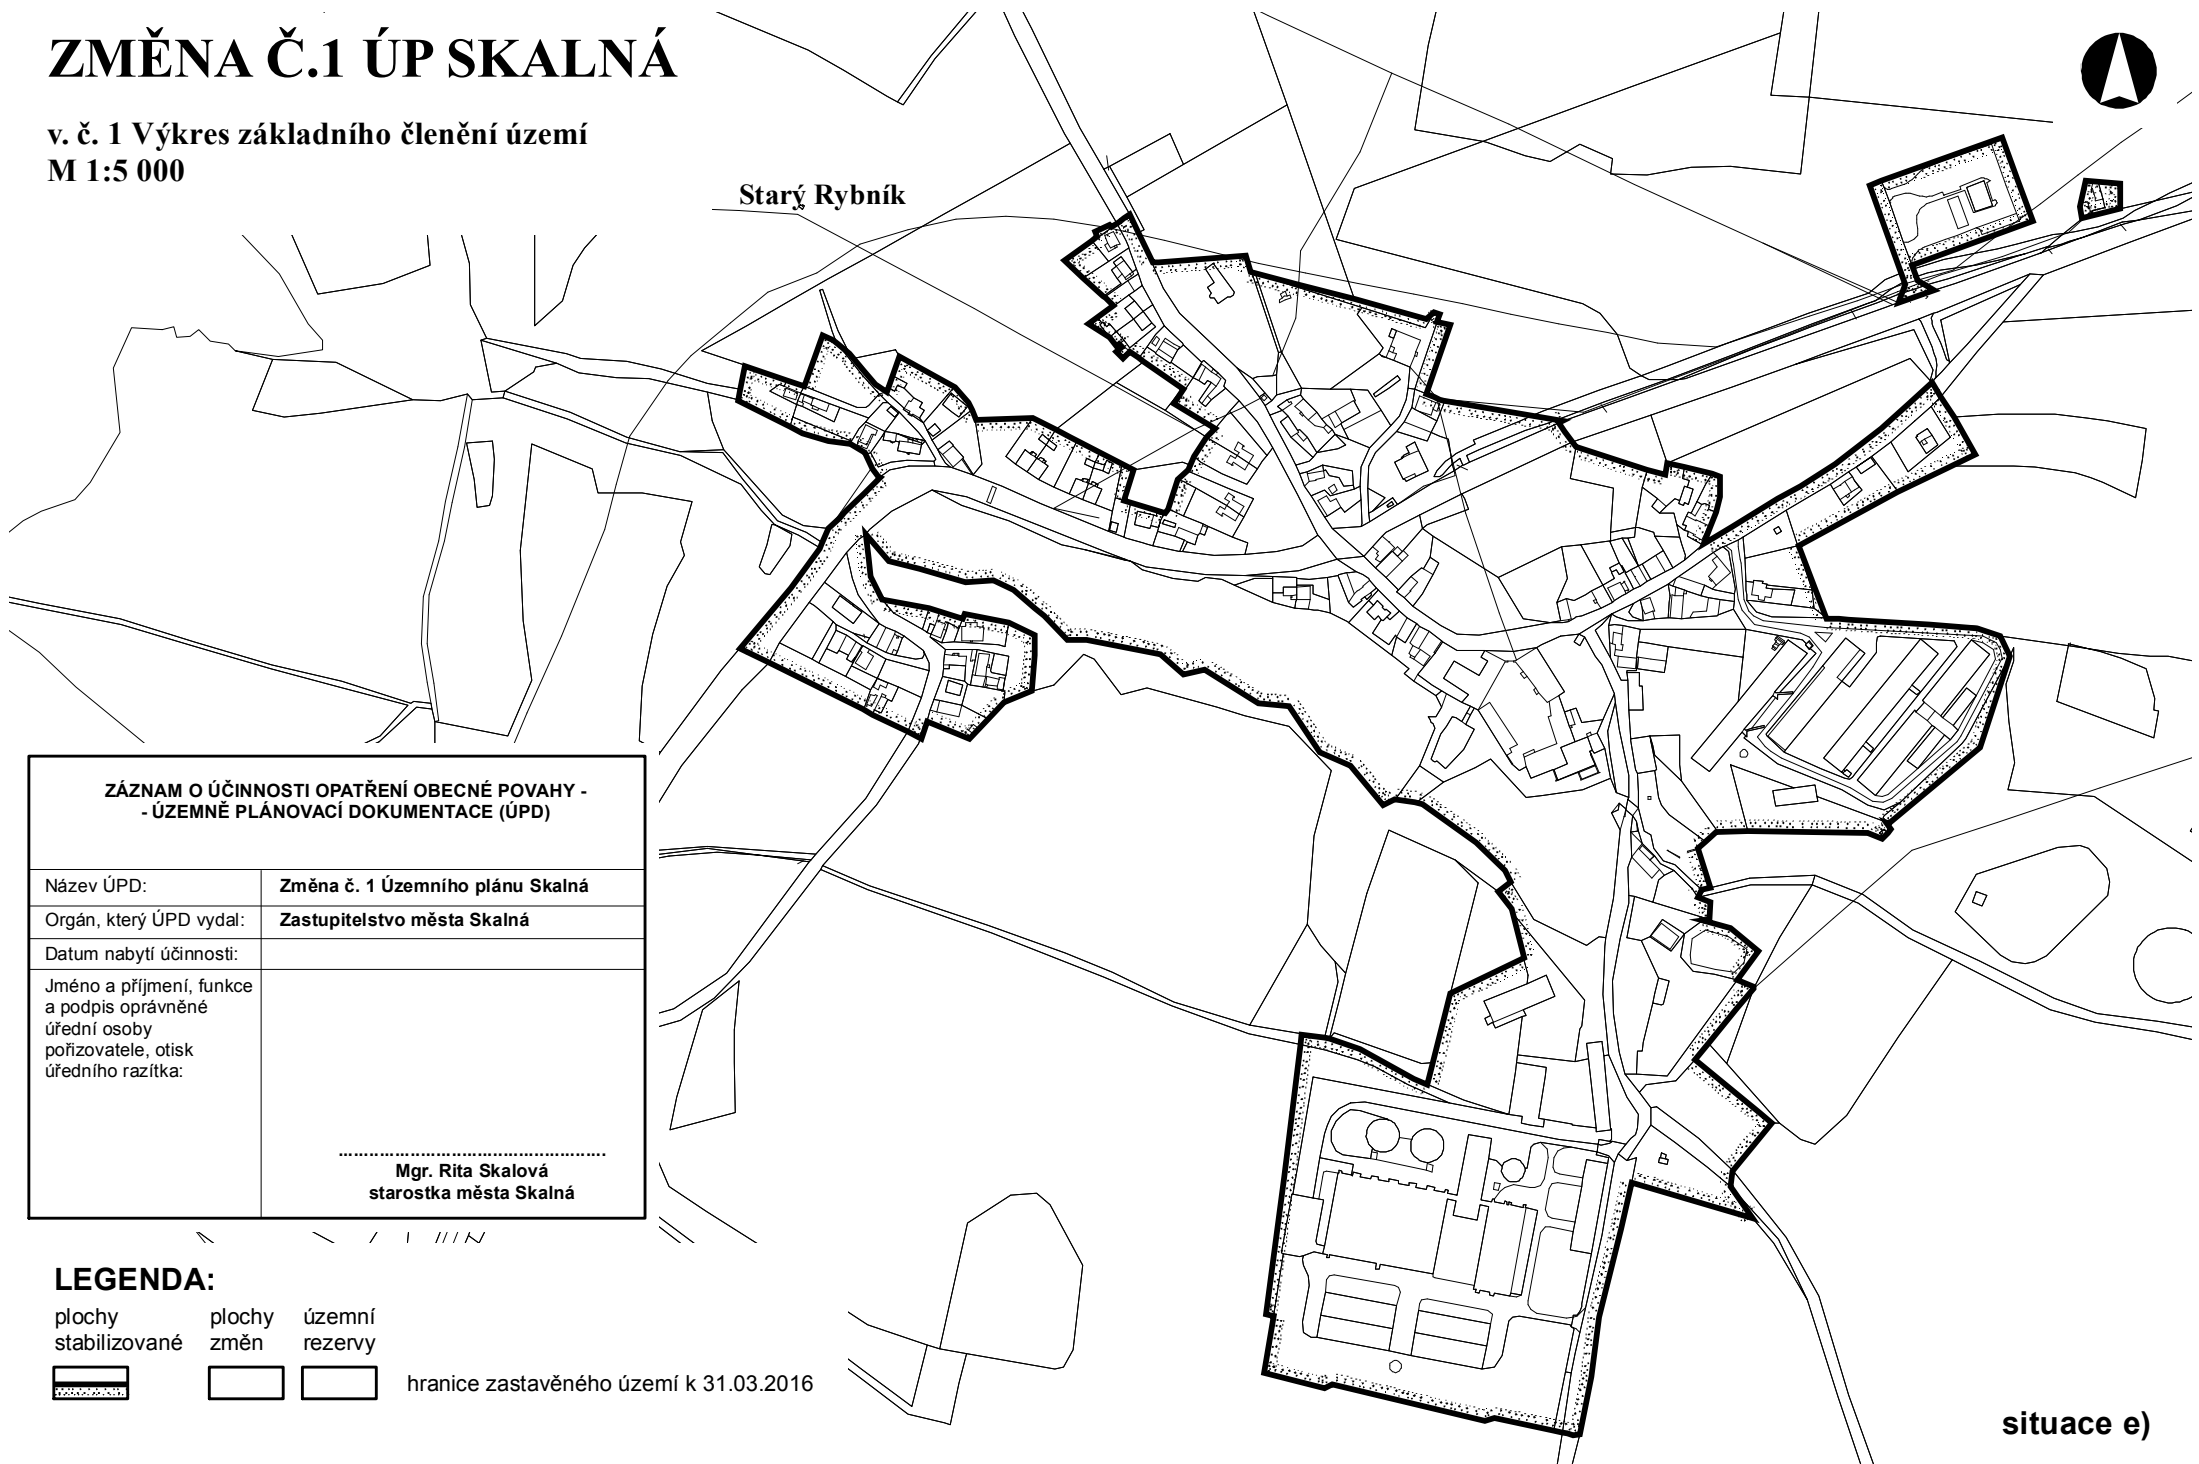 ZMĚNA Č.1 ÚP SKALNÁ
v. č. 1 Výkres základního členění území
M 1:5 000
Starý Rybník
ZÁZNAM O ÚČINNOSTI OPATŘENÍ OBECNÉ POVAHY -
- ÚZEMNĚ PLÁNOVACÍ DOKUMENTACE (ÚPD)
Název ÚPD: Změna č. 1 Územního plánu Skalná
Orgán, který ÚPD vydal: Zastupitelstvo města Skalná
Datum nabytí účinnosti:
Jméno a příjmení, funkce
a podpis oprávněné
úřední osoby
pořizovatele, otisk
úředního razítka:
Mgr. Rita Skalová
starostka města Skalná
LEGENDA:
plochy plochy územní
stabilizované změn rezervy
hranice zastavěného území k 31.03.2016
situace e)